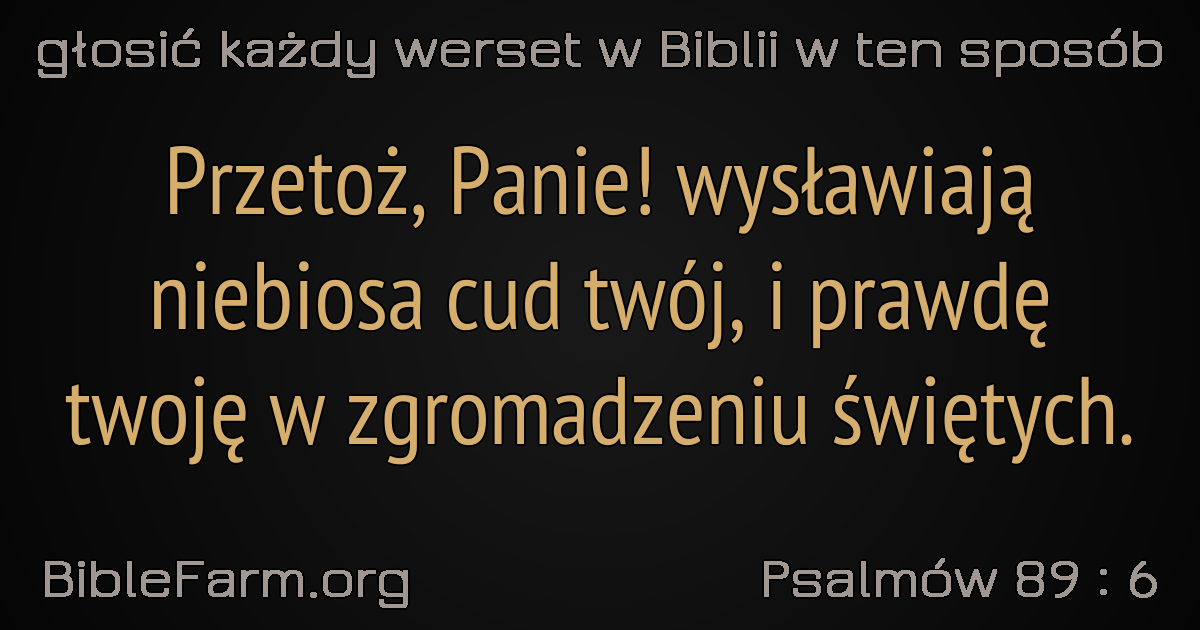 głosić każdy werset w Biblii w ten sposób
Przetoż, Panie! wysławiają
niebiosa cud twój, i prawdę
twoję w zgromadzeniu świętych.
BibleFarm.org
Psalmów 89 : 6